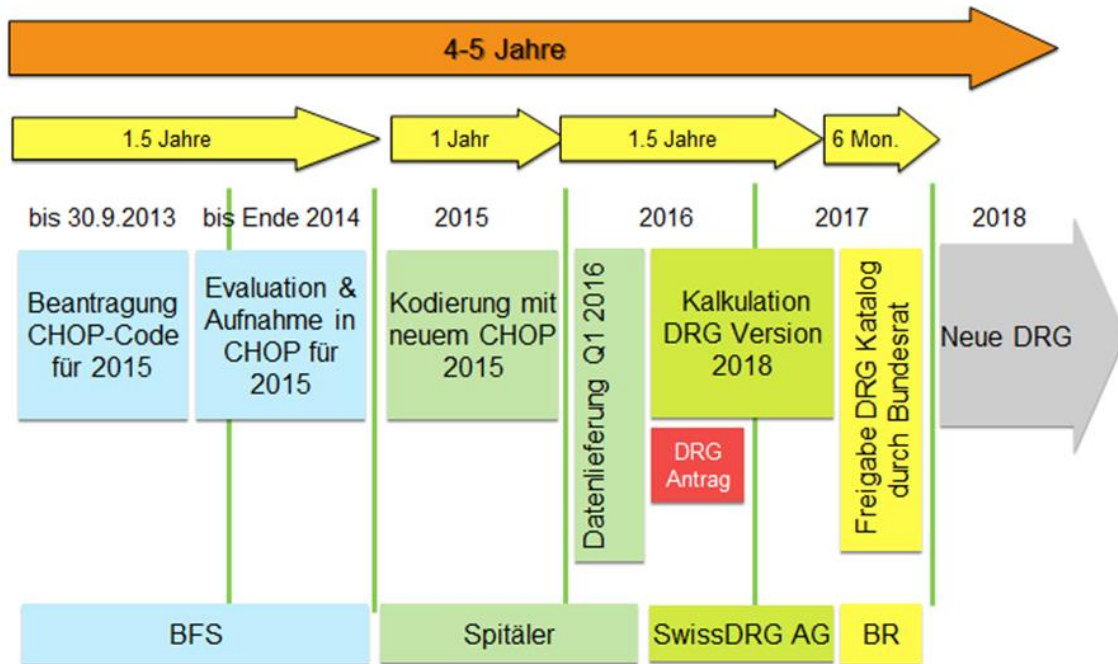 4-5 Jahre
1.5 Jahre
1 Jahr
1.5 Jahre
6 Mon.
bis 30.9.2013
bis Ende 2014
2015
2016
2017
2018
Beantragung
CHOP-Code
für 2015
Evaluation &
Aufnahme in
CHOP für
2015
Kodierung mit
neuem CHOP
2015
Datenlieferung Q1 2016
Kalkulation
DRG Version
2018
DRG
Antrag
Freigabe DRG Katalog
durch Bundesrat
Neue DRG
BFS
Spitäler
SwissDRG AG
BR